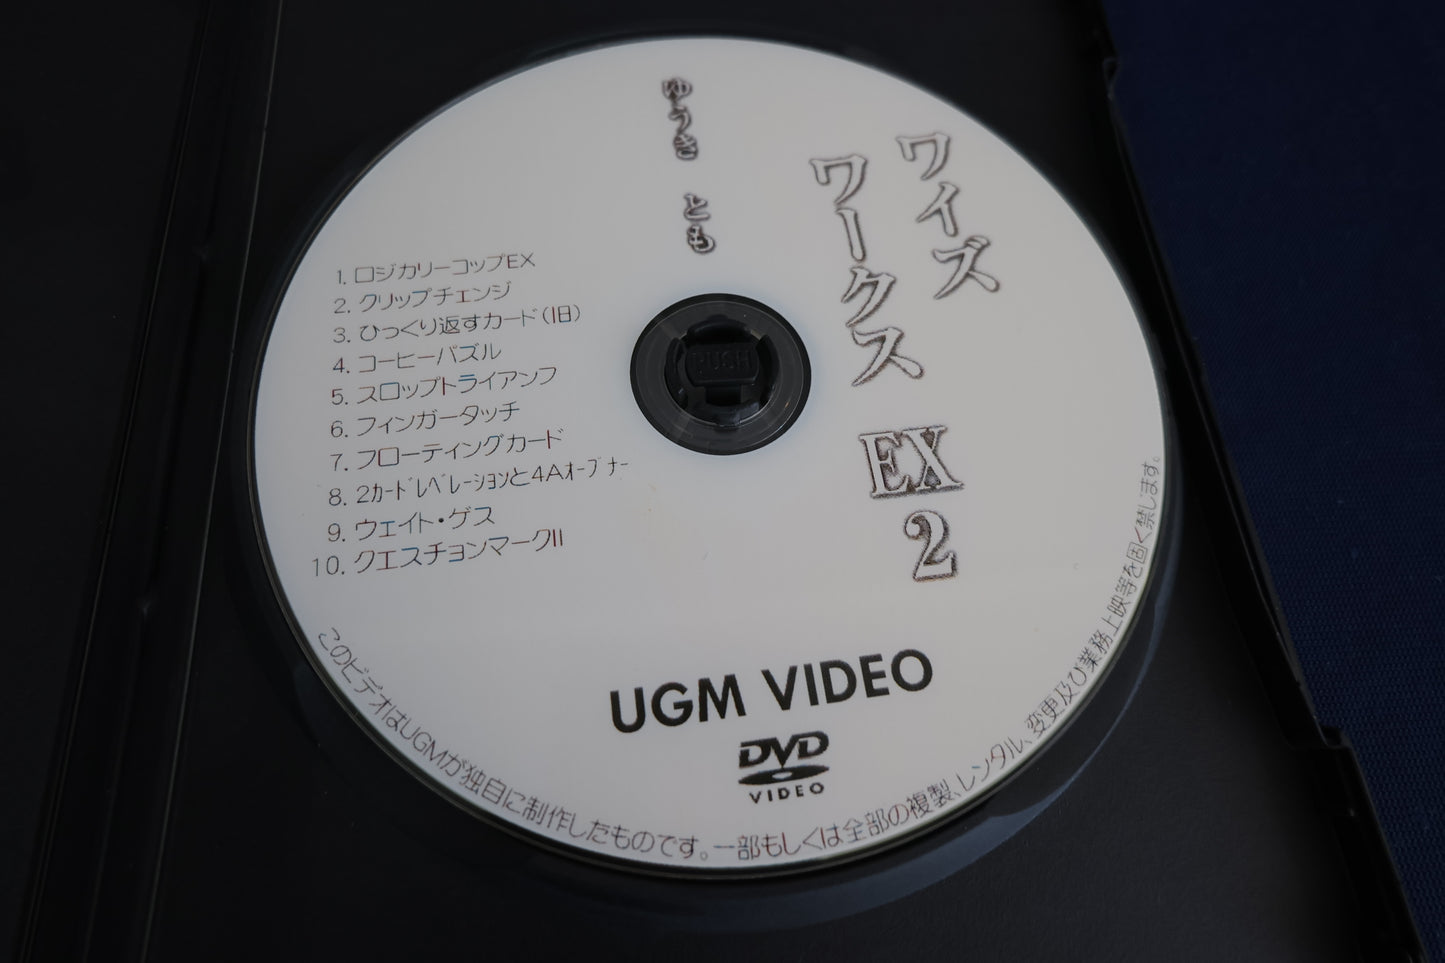 ワイズ
ワークス
EX
2
ゆうき とも
1. ロジカリーコップEX
2. クリップチェンジ
3. ひっくり返すカード(旧)
4. コーヒーパズル
5. スロップトライアンフ
6. フィンガータッチ
7. フローティングカード
8. 2ｶｰﾄﾞﾚﾍﾞﾚｰｼｮﾝと4Aｵｰﾌﾟﾅｰ
9. ウェイト・ゲス
10. クエスチョンマークII
PUSH
UGM VIDEO
DVD
VIDEO
このビデオはUGMが独自に制作したものです。一部もしくは全部の複製、レンタル、変更及び業務上映等を固く禁じます。